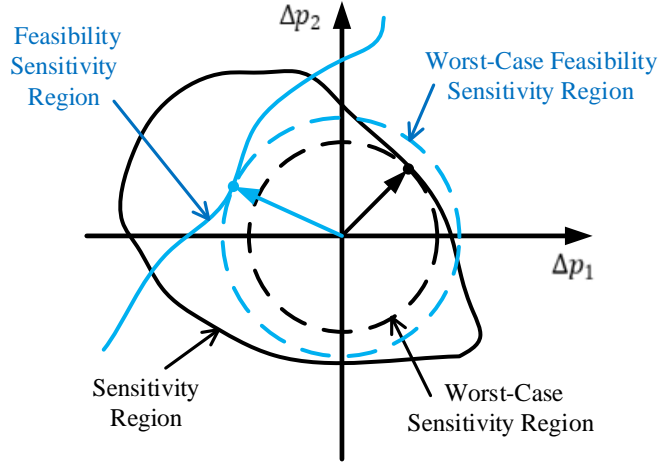 Feasibility
Sensitivity
Region
Δp₂
Worst-Case Feasibility
Sensitivity Region
Δp₁
Sensitivity
Region
Worst-Case
Sensitivity Region